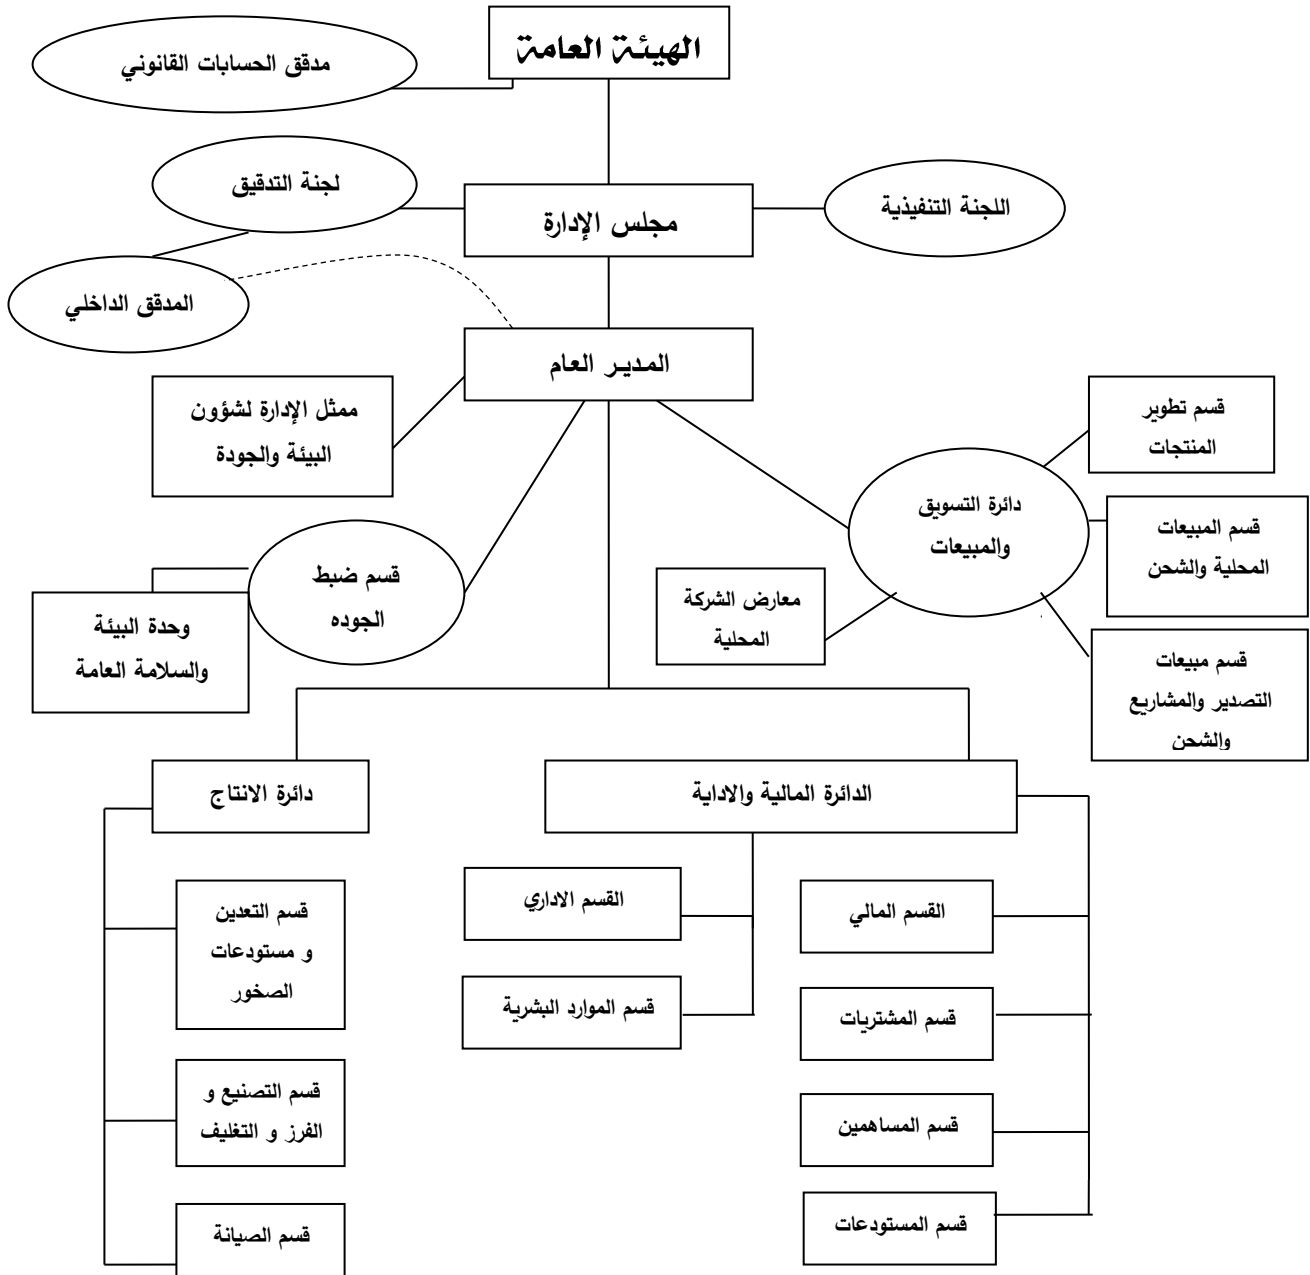 الهيئة العامة
مدقق الحسابات القانوني
لجنة التدقيق
اللجنة التنفيذية
مجلس الإدارة
المدقق الداخلي
المدير العام
ممثل الإدارة لشؤون
البيئة والجودة
قسم تطوير
المنتجات
دائرة التسويق
والمبيعات
قسم المبيعات
المحلية والشحن
قسم ضبط
الجوده
معارض الشركة
المحلية
وحدة البيئة
والسلامة العامة
قسم مبيعات
التصدير والمشاريع
والشحن
دائرة الانتاج
الدائرة المالية والاداية
القسم الاداري
القسم المالي
قسم التعدين
و مستودعات
الصخور
قسم الموارد البشرية
قسم المشتريات
قسم التصنيع و
الفرز و التغليف
قسم المساهمين
قسم الصيانة
قسم المستودعات